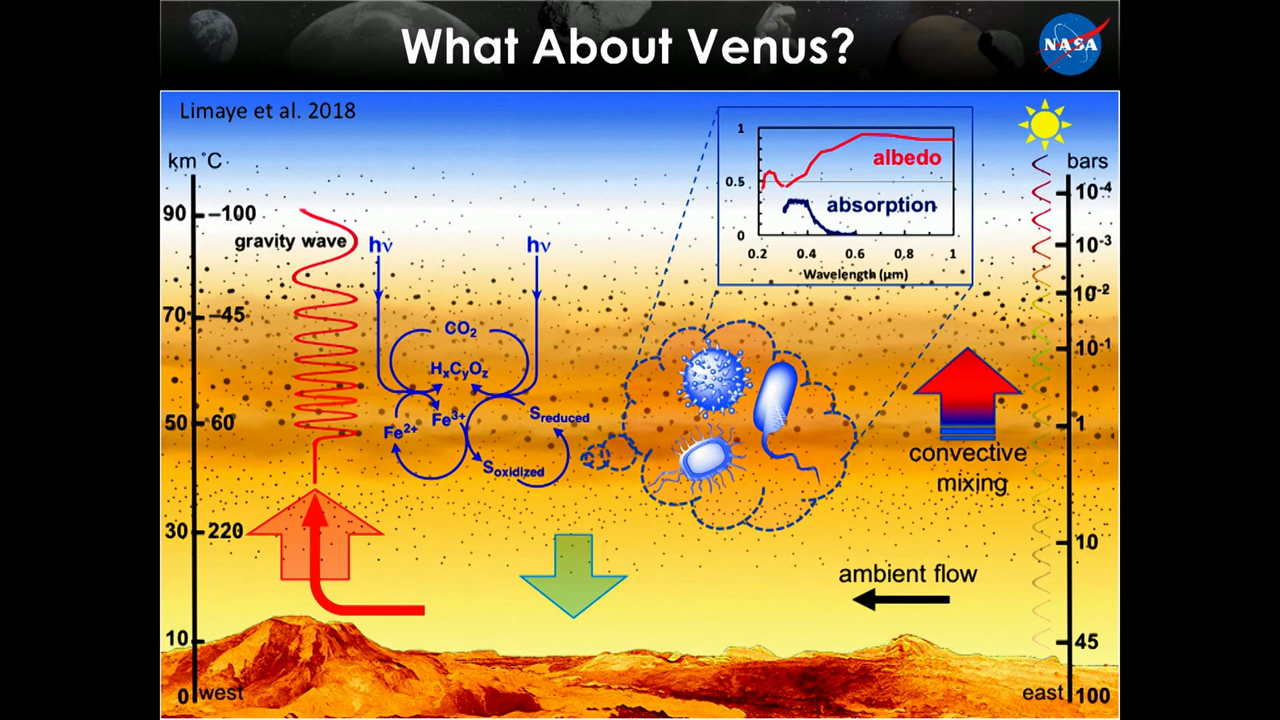 What About Venus?
NASA
Limaye et al. 2018
km °C
90 –100
70 –45
50 60
30 220
10
0 west
gravity wave
hν
hν
CO₂
HₓCᵧO_z
Fe³⁺
Fe²⁺
S_reduced
S_oxidized
1
0.5
0
albedo
absorption
0.2 0.4 0.6 0,8 1
Wavelength (µm)
convective
mixing
ambient flow
bars
10⁻⁴
10⁻³
10⁻²
10⁻¹
1
10
45
east 100